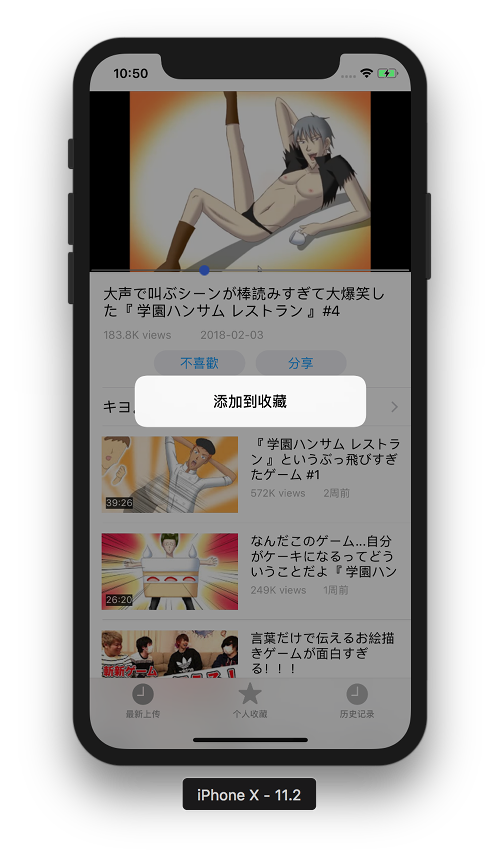 10:50
大声で叫ぶシーンが棒読みすぎて大爆笑し
た『 学園ハンサム レストラン 』#4
183.8K views 2018-02-03
不喜歡 分享
添加到收藏
キヨ
『 学園ハンサム レストラ
ン 』というぶっ飛びすぎ
たゲーム #1
572K views 2周前
39:26
なんだこのゲーム...自分
がケーキになるってどう
いうことだよ『 学園ハン
249K views 1周前
26:20
言葉だけで伝えるお絵描
きゲームが面白すぎ
る！！！
最新上传 个人收藏 历史记录
iPhone X - 11.2